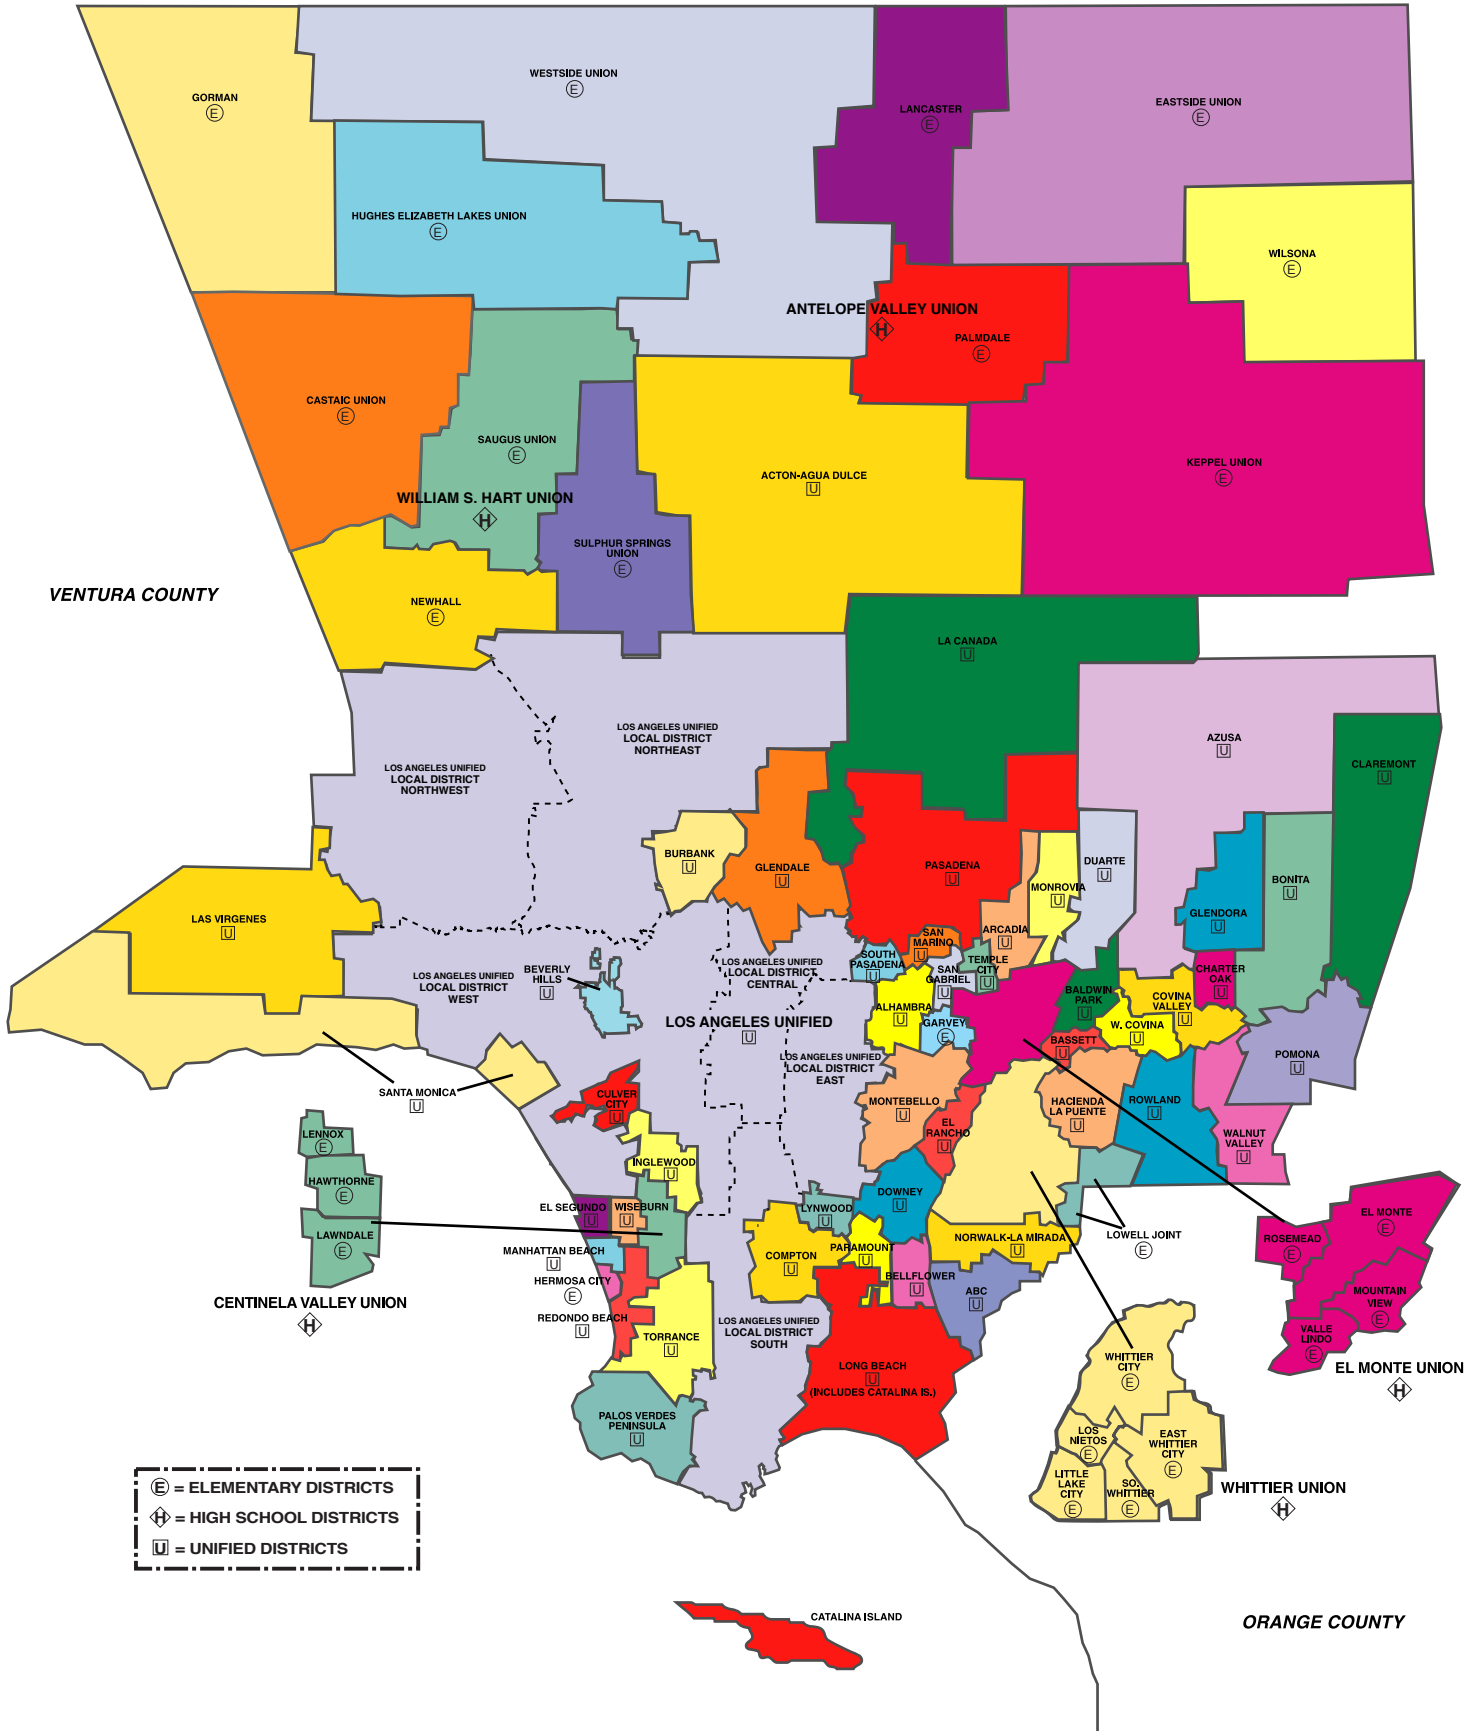 GORMAN
E
WESTSIDE UNION
E
LANCASTER
E
EASTSIDE UNION
E
HUGHES ELIZABETH LAKES UNION
E
WILSONA
E
ANTELOPE VALLEY UNION
H
PALMDALE
E
CASTAIC UNION
E
SAUGUS UNION
E
WILLIAM S. HART UNION
H
ACTON-AGUA DULCE
U
KEPPEL UNION
E
SULPHUR SPRINGS
UNION
E
VENTURA COUNTY
NEWHALL
E
LA CANADA
U
LOS ANGELES UNIFIED
LOCAL DISTRICT
NORTHEAST
LOS ANGELES UNIFIED
LOCAL DISTRICT
NORTHWEST
AZUSA
U
CLAREMONT
U
BURBANK
U
GLENDALE
U
PASADENA
U
DUARTE
U
MONROVIA
U
BONITA
U
GLENDORA
U
LAS VIRGENES
U
ARCADIA
U
SAN
MARINO
U
SOUTH
PASADENA
U
TEMPLE
CITY
U
SAN
GABRIEL
U
LOS ANGELES UNIFIED
LOCAL DISTRICT
WEST
BEVERLY
HILLS
U
LOS ANGELES UNIFIED
LOCAL DISTRICT
CENTRAL
CHARTER
OAK
U
BALDWIN
PARK
U
COVINA
VALLEY
U
ALHAMBRA
U
LOS ANGELES UNIFIED
U
GARVEY
E
W. COVINA
U
BASSETT
U
LOS ANGELES UNIFIED
LOCAL DISTRICT
EAST
POMONA
U
SANTA MONICA
U
CULVER
CITY
U
MONTEBELLO
U
HACIENDA
LA PUENTE
U
ROWLAND
U
EL
RANCHO
U
WALNUT
VALLEY
U
LENNOX
E
HAWTHORNE
E
LAWNDALE
E
CENTINELA VALLEY UNION
H
INGLEWOOD
U
EL SEGUNDO
U
WISEBURN
U
LYNWOOD
U
DOWNEY
U
MANHATTAN BEACH
U
HERMOSA CITY
E
REDONDO BEACH
U
COMPTON
U
PARAMOUNT
U
NORWALK-LA MIRADA
U
LOWELL JOINT
E
BELLFLOWER
U
ABC
U
EL MONTE
E
ROSEMEAD
E
MOUNTAIN
VIEW
E
VALLE
LINDO
E
EL MONTE UNION
H
TORRANCE
U
LOS ANGELES UNIFIED
LOCAL DISTRICT
SOUTH
LONG BEACH
U
(INCLUDES CATALINA IS.)
PALOS VERDES
PENINSULA
U
WHITTIER
CITY
E
LOS
NIETOS
E
EAST
WHITTIER
CITY
E
LITTLE
LAKE
CITY
E
SO.
WHITTIER
E
WHITTIER UNION
H
E = ELEMENTARY DISTRICTS
H = HIGH SCHOOL DISTRICTS
U = UNIFIED DISTRICTS
CATALINA ISLAND
ORANGE COUNTY